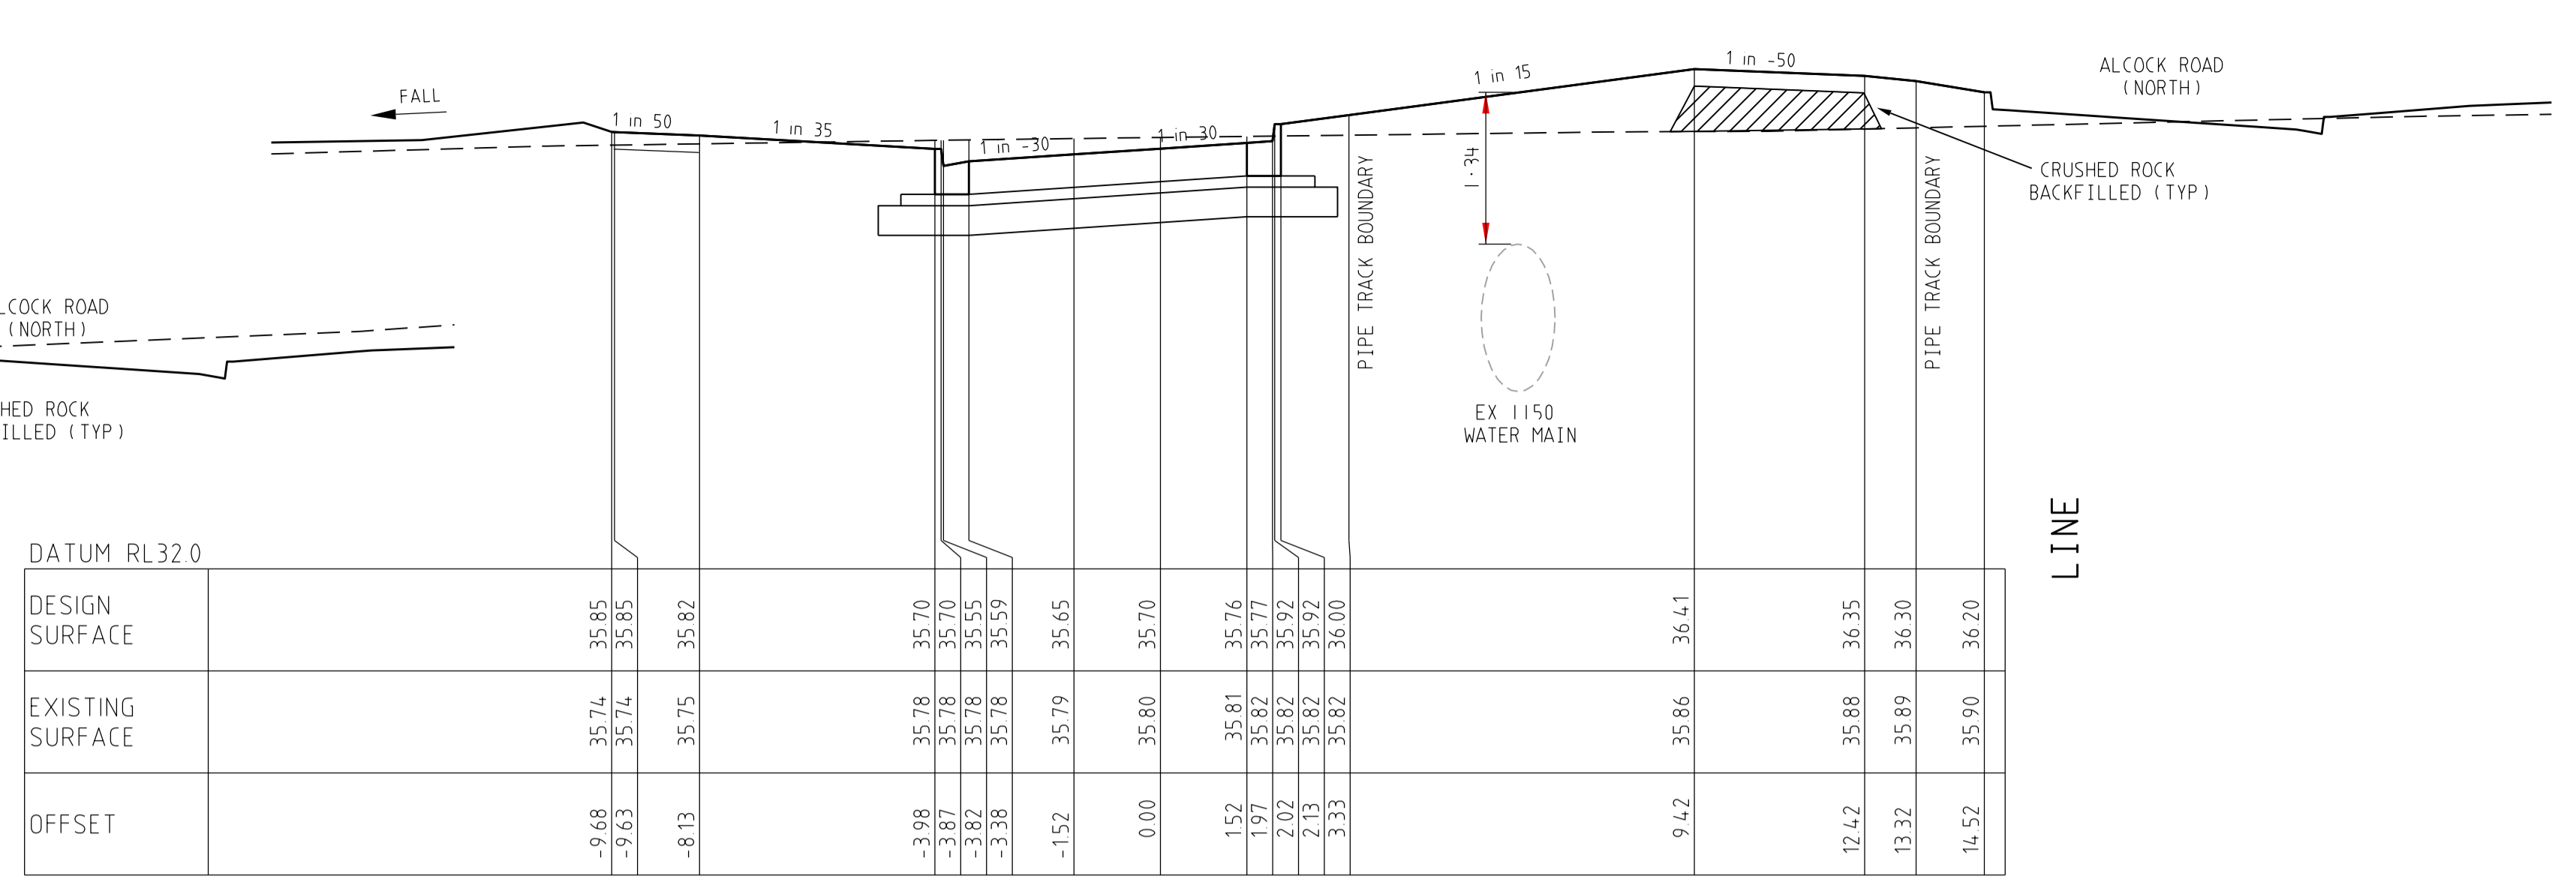 FALL
1 in 50
1 in 35
1 in -30
1 in 30
1 in 15
1 in -50
ALCOCK ROAD
(NORTH)
CRUSHED ROCK
BACKFILLED (TYP)
PIPE TRACK BOUNDARY
1.34
PIPE TRACK BOUNDARY
EX 1150
WATER MAIN
LCOCK ROAD
(NORTH)
HED ROCK
ILLED (TYP)
LINE
DATUM RL32.0
DESIGN
SURFACE
35.85 35.85 35.82 35.70 35.70 35.55 35.59 35.65 35.70 35.76 35.77 35.92 35.92 36.00 36.41 36.35 36.30 36.20
EXISTING
SURFACE
35.74 35.74 35.75 35.78 35.78 35.78 35.78 35.79 35.80 35.81 35.82 35.82 35.82 35.82 35.86 35.88 35.89 35.90
OFFSET
-9.68 -9.63 -8.13 -3.98 -3.87 -3.82 -3.38 -1.52 0.00 1.52 1.97 2.02 2.13 3.33 9.42 12.42 13.32 14.52